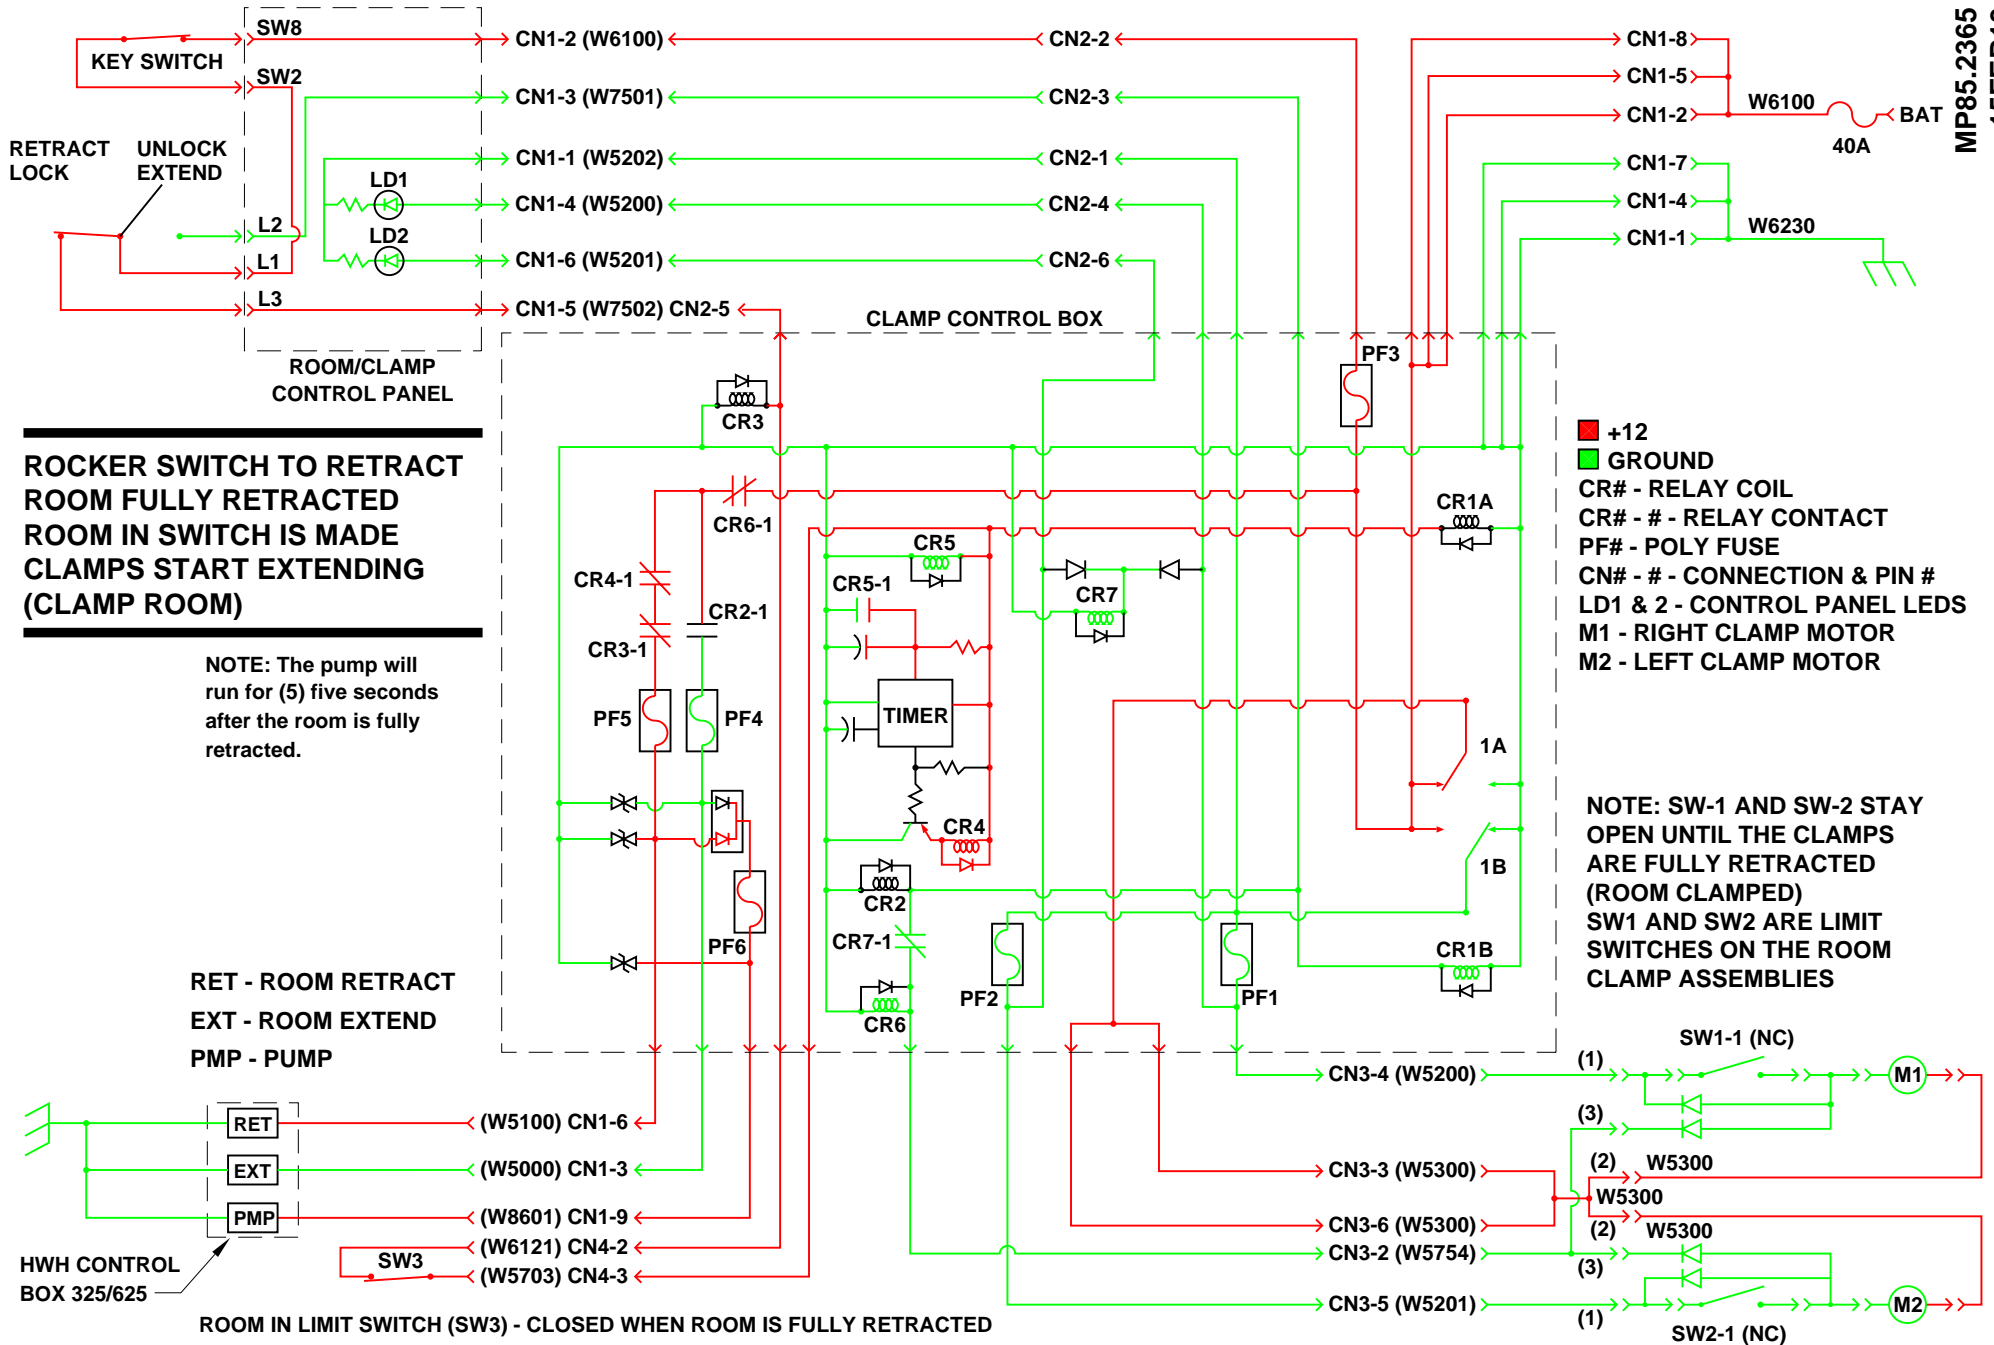 SW8
KEY SWITCH
SW2
RETRACT LOCK
UNLOCK EXTEND
L2
L1
L3
LD1
LD2
ROOM/CLAMP
CONTROL PANEL
CN1-2 (W6100)
CN2-2
CN1-3 (W7501)
CN2-3
CN1-1 (W5202)
CN2-1
CN1-4 (W5200)
CN2-4
CN1-6 (W5201)
CN2-6
CN1-5 (W7502) CN2-5
CLAMP CONTROL BOX
CN1-8
CN1-5
CN1-2
W6100
40A
BAT
CN1-7
CN1-4
CN1-1
W6230
MP85.2365
ROCKER SWITCH TO RETRACT
ROOM FULLY RETRACTED
ROOM IN SWITCH IS MADE
CLAMPS START EXTENDING
(CLAMP ROOM)
NOTE: The pump will
run for (5) five seconds
after the room is fully
retracted.
PF3
CR3
CR6-1
CR4-1
CR3-1
CR2-1
PF5
PF4
CR5
CR5-1
TIMER
CR4
CR2
CR7-1
CR6
PF6
CR7
CR1A
1A
1B
CR1B
PF2
PF1
+12
GROUND
CR# - RELAY COIL
CR# - # - RELAY CONTACT
PF# - POLY FUSE
CN# - # - CONNECTION & PIN #
LD1 & 2 - CONTROL PANEL LEDS
M1 - RIGHT CLAMP MOTOR
M2 - LEFT CLAMP MOTOR
NOTE: SW-1 AND SW-2 STAY
OPEN UNTIL THE CLAMPS
ARE FULLY RETRACTED
(ROOM CLAMPED)
SW1 AND SW2 ARE LIMIT
SWITCHES ON THE ROOM
CLAMP ASSEMBLIES
RET - ROOM RETRACT
EXT - ROOM EXTEND
PMP - PUMP
RET
EXT
PMP
HWH CONTROL
BOX 325/625
(W5100) CN1-6
(W5000) CN1-3
(W8601) CN1-9
(W6121) CN4-2
SW3
(W5703) CN4-3
ROOM IN LIMIT SWITCH (SW3) - CLOSED WHEN ROOM IS FULLY RETRACTED
CN3-4 (W5200)
CN3-3 (W5300)
CN3-6 (W5300)
CN3-2 (W5754)
CN3-5 (W5201)
(1)
SW1-1 (NC)
M1
(3)
(2)
W5300
W5300
(2)
W5300
(3)
(1)
M2
SW2-1 (NC)